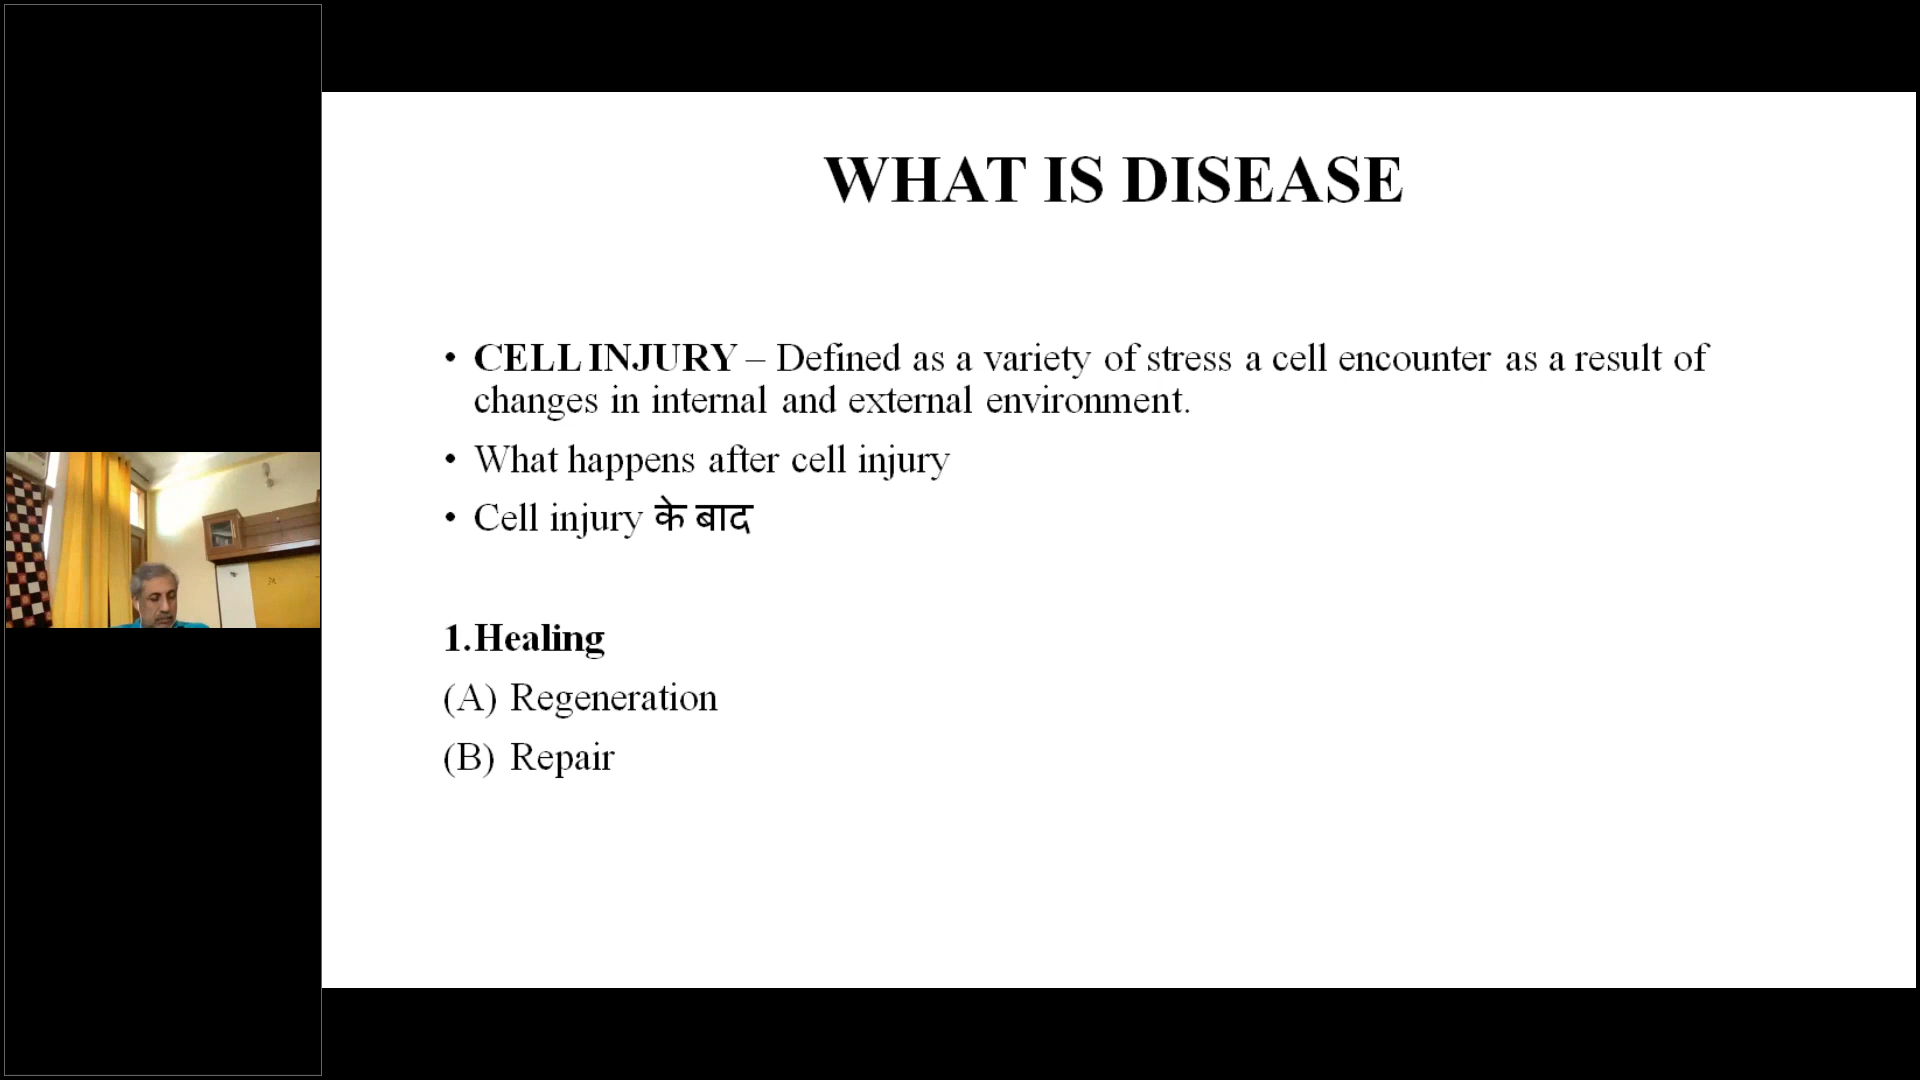 WHAT IS DISEASE
• CELL INJURY – Defined as a variety of stress a cell encounter as a result of
changes in internal and external environment.
• What happens after cell injury
• Cell injury के बाद
1.Healing
(A) Regeneration
(B) Repair